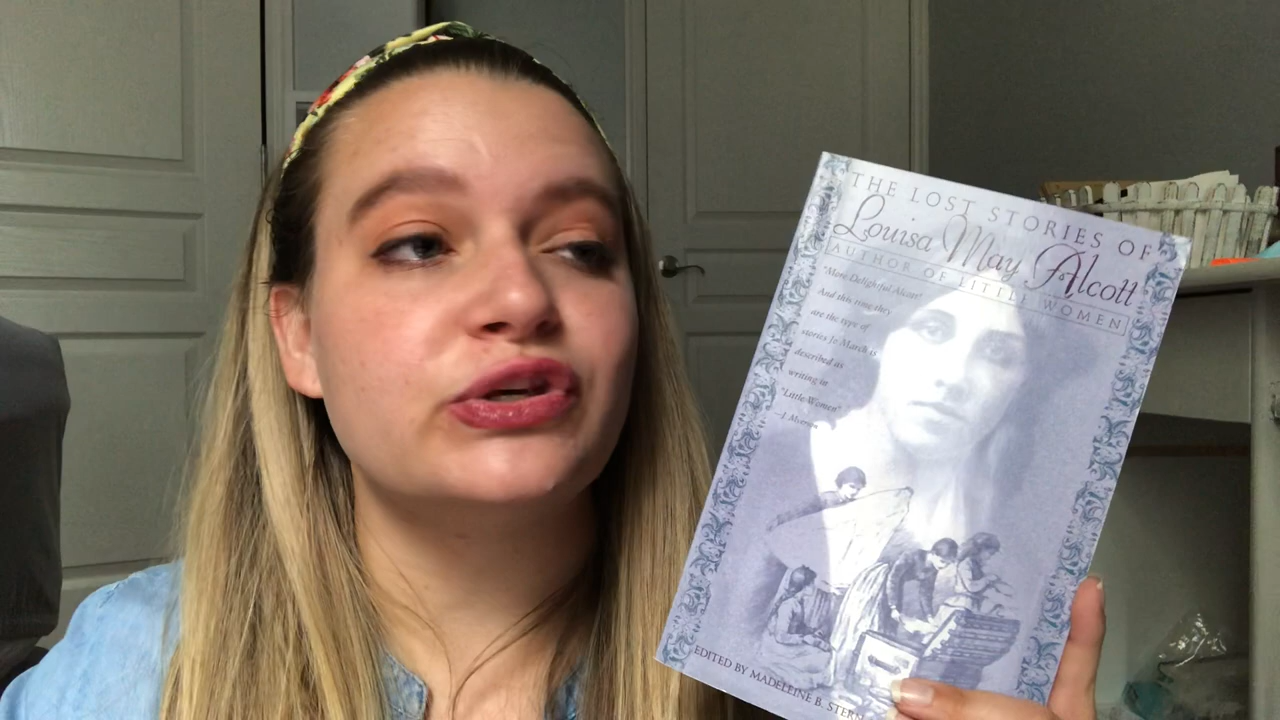 THE LOST STORIES OF
Louisa May Alcott
AUTHOR OF LITTLE WOMEN
"More Delightful Alcott!
And this time they
are the type of
stories Jo March is
described as
writing in
"Little Women"
EDITED BY MADELEINE B. STERN